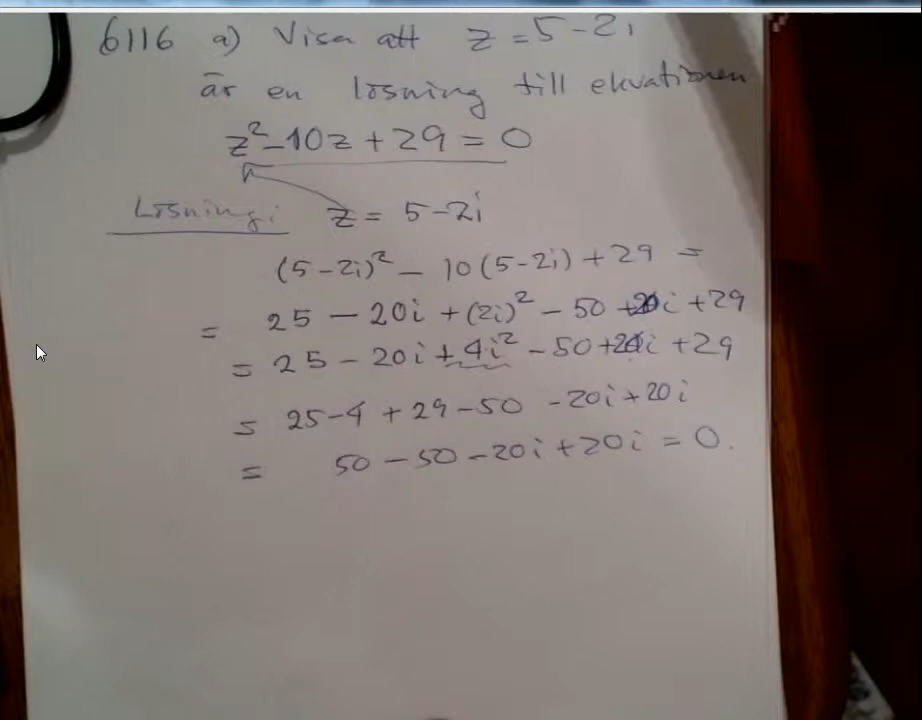 6116 a) Visa att z = 5 - 2i
är en lösning till ekvationen
z² - 10z + 29 = 0
Lösning: z = 5 - 2i
(5 - 2i)² - 10(5 - 2i) + 29 =
= 25 - 20i + (2i)² - 50 + 20i + 29
= 25 - 20i + 4i² - 50 + 20i + 29
= 25 - 4 + 29 - 50 - 20i + 20i
= 50 - 50 - 20i + 20i = 0.